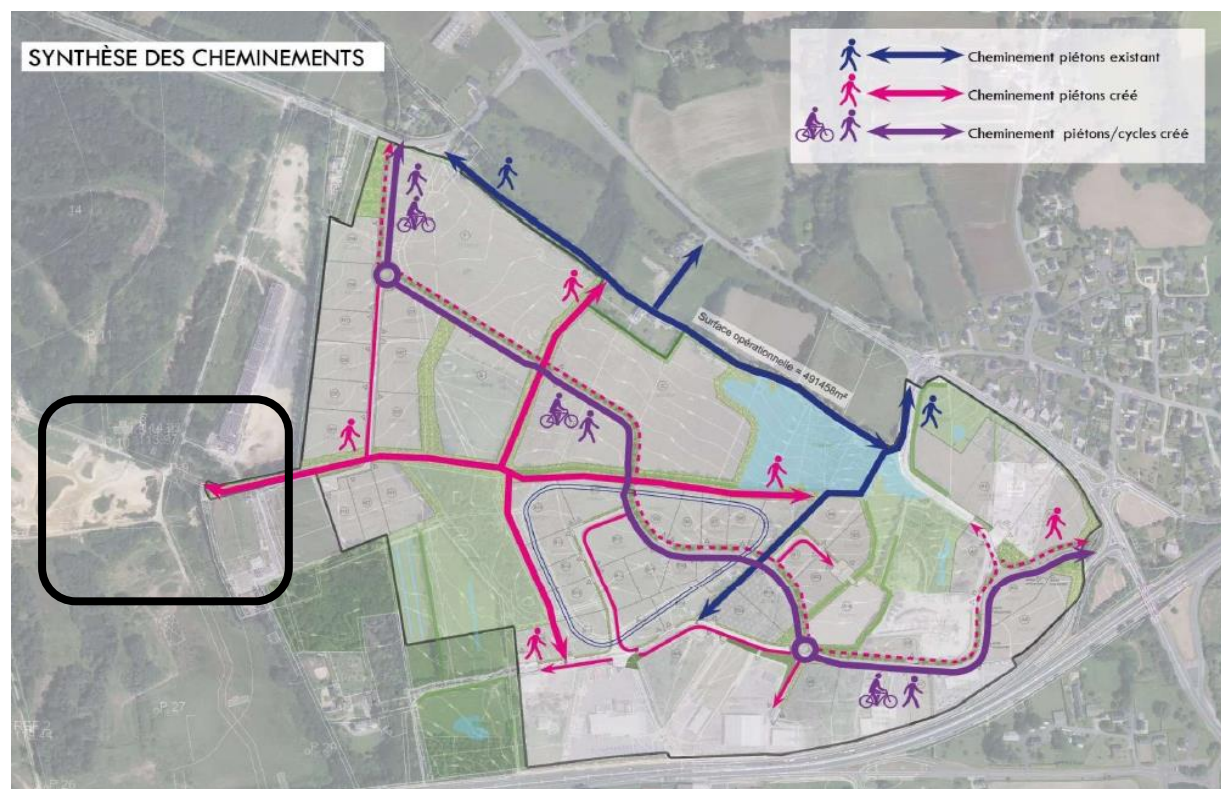 SYNTHÈSE DES CHEMINEMENTS
Cheminement piétons existant
Cheminement piétons créé
Cheminement piétons/cycles créé
Surface opérationnelle = 491458m²